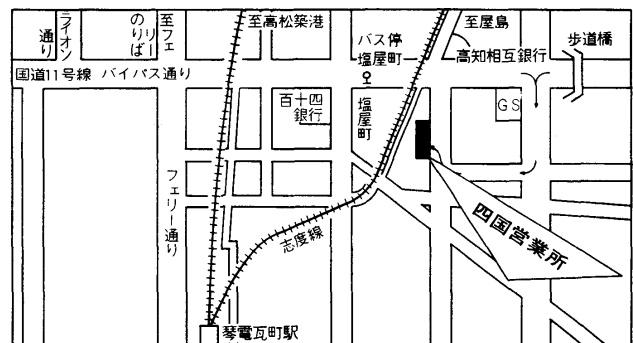 ライオン
通り
至フェ
リー
のりば
至高松築港
バス停
塩屋町
至屋島
高知相互銀行
歩道橋
国道11号線 バイパス通り
百十四
銀行
塩屋町
GS
フェリー通り
志度線
四国営業所
琴電瓦町駅